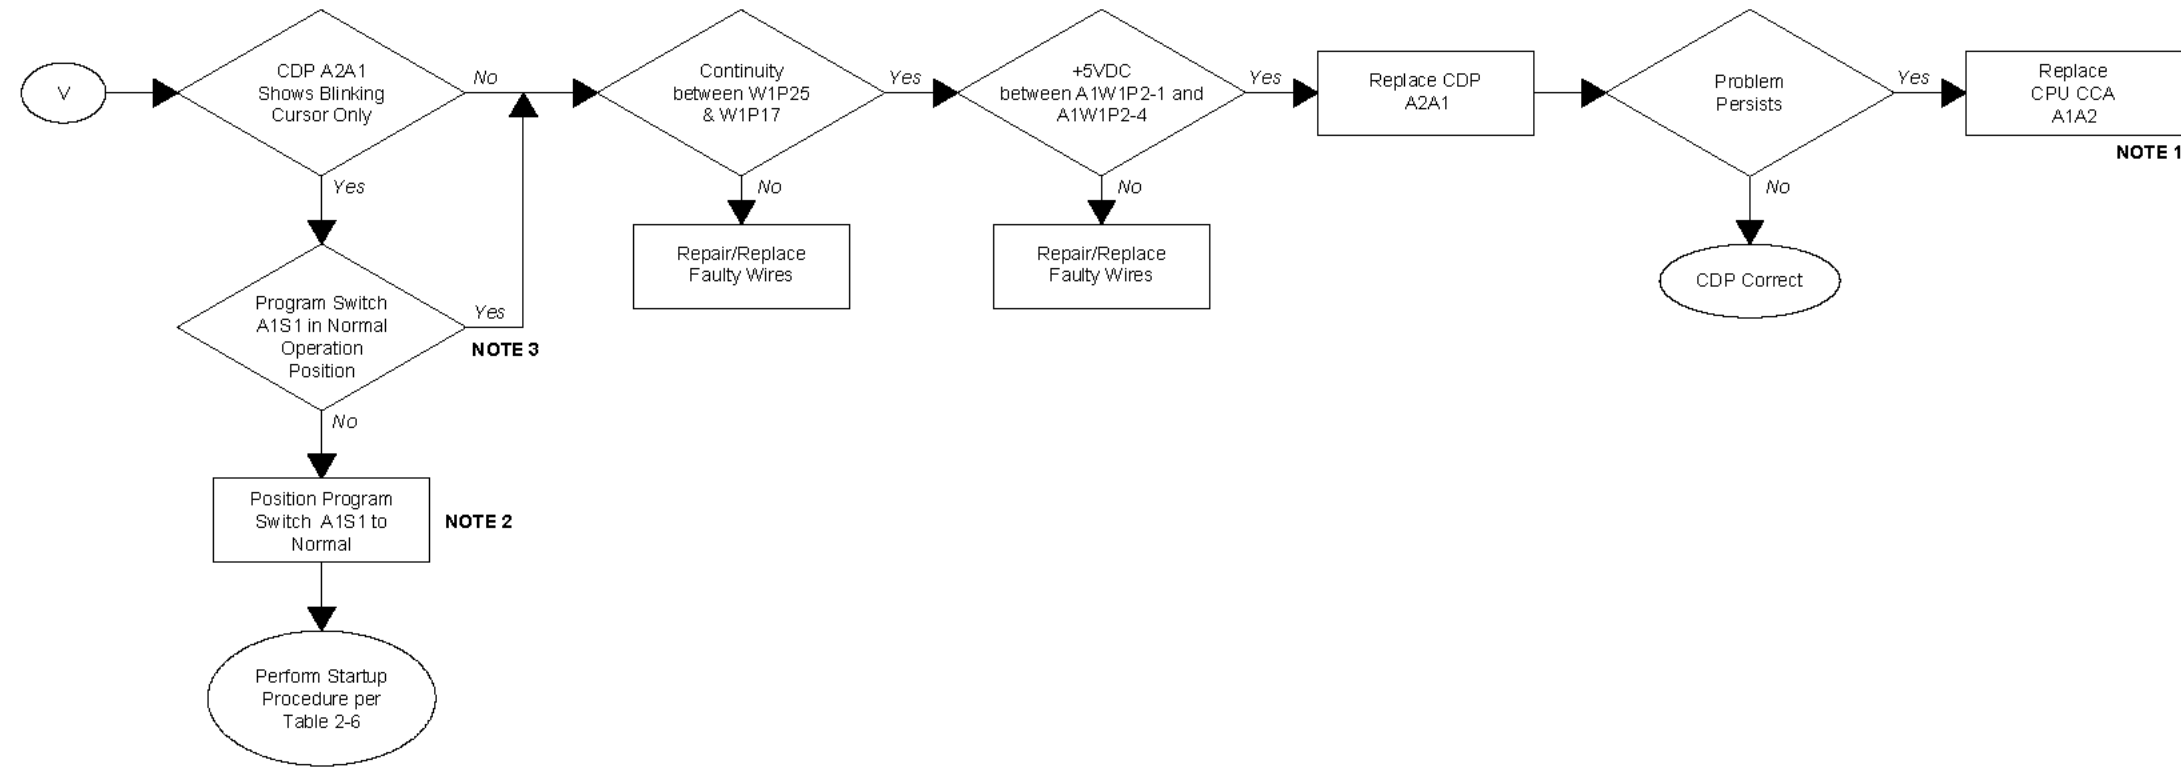 V
CDP A2A1
Shows Blinking
Cursor Only
No
Yes
Continuity
between W1P25
& W1P17
Yes
No
+5VDC
between A1W1P2-1 and
A1W1P2-4
Yes
No
Replace CDP
A2A1
Problem
Persists
Yes
No
Replace
CPU CCA
A1A2
NOTE 1
Repair/Replace
Faulty Wires
Repair/Replace
Faulty Wires
CDP Correct
Program Switch
A1S1 in Normal
Operation
Position
Yes
NOTE 3
No
Position Program
Switch A1S1 to
Normal
NOTE 2
Perform Startup
Procedure per
Table 2-6